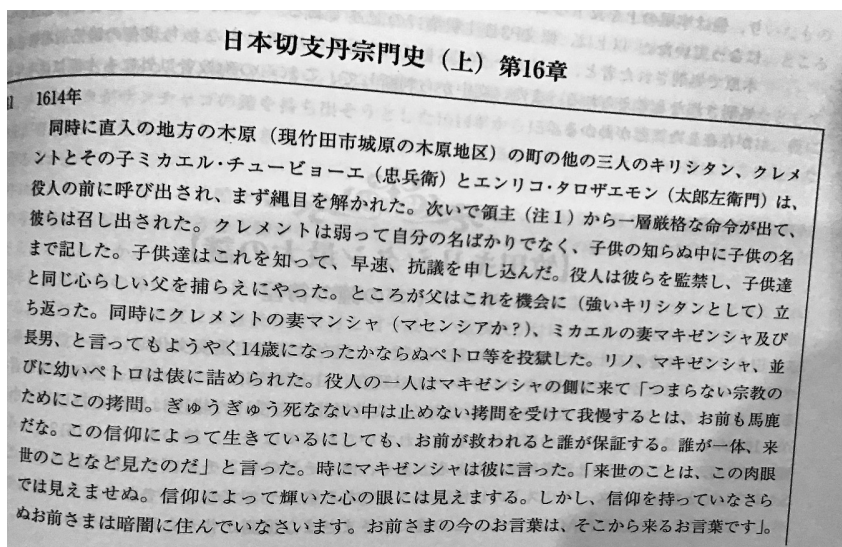 日本切支丹宗門史（上）第16章
1614年
同時に直入の地方の木原（現竹田市城原の木原地区）の町の他の三人のキリシタン、クレメ
ントとその子ミカエル・チュービョーエ（忠兵衛）とエンリコ・タロザエモン（太郎左衛門）は、
役人の前に呼び出され、まず縄目を解かれた。次いで領主（注1）から一層厳格な命令が出て、
彼らは召し出された。クレメントは弱って自分の名ばかりでなく、子供の知らぬ中に子供の名
まで記した。子供達はこれを知って、早速、抗議を申し込んだ。役人は彼らを監禁し、子供達
と同じ心らしい父を捕らえにやった。ところが父はこれを機会に（強いキリシタンとして）立
ち返った。同時にクレメントの妻マンシャ（マセンシアか？）、ミカエルの妻マキゼンシャ及び
長男、と言ってもようやく14歳になったかならぬペトロ等を投獄した。リノ、マキゼンシャ、並
びに幼いペトロは俵に詰められた。役人の一人はマキゼンシャの側に来て「つまらない宗教の
ためにこの拷問。ぎゅうぎゅう死なない中は止めない拷問を受けて我慢するとは、お前も馬鹿
だな。この信仰によって生きているにしても、お前が救われると誰が保証する。誰が一体、来
世のことなど見たのだ」と言った。時にマキゼンシャは彼に言った。「来世のことは、この肉眼
では見えませぬ。信仰によって輝いた心の眼には見えまする。しかし、信仰を持っていなさら
ぬお前さまは暗闇に住んでいなさいます。お前さまの今のお言葉は、そこから来るお言葉です」。